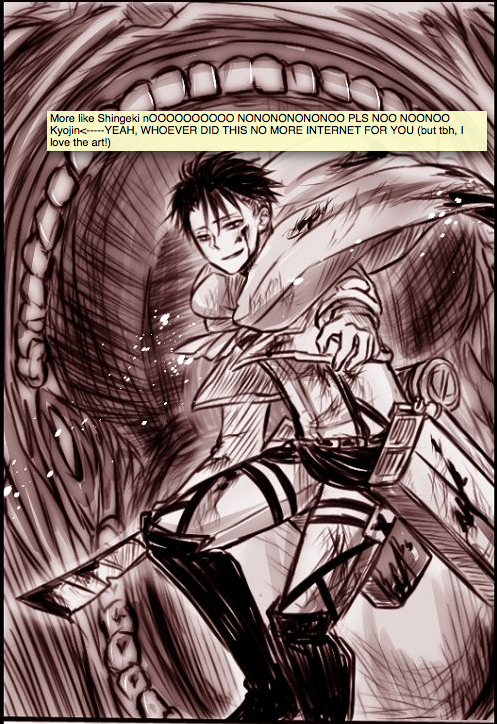 More like Shingeki nOOOOOOOOOO NONONONONONOO PLS NOO NOONOO
Kyojin<-----YEAH, WHOEVER DID THIS NO MORE INTERNET FOR YOU (but tbh, I
love the art!)